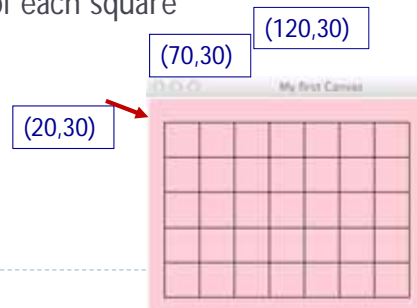 of each square
(120,30)
(70,30)
My first Canvas
(20,30)